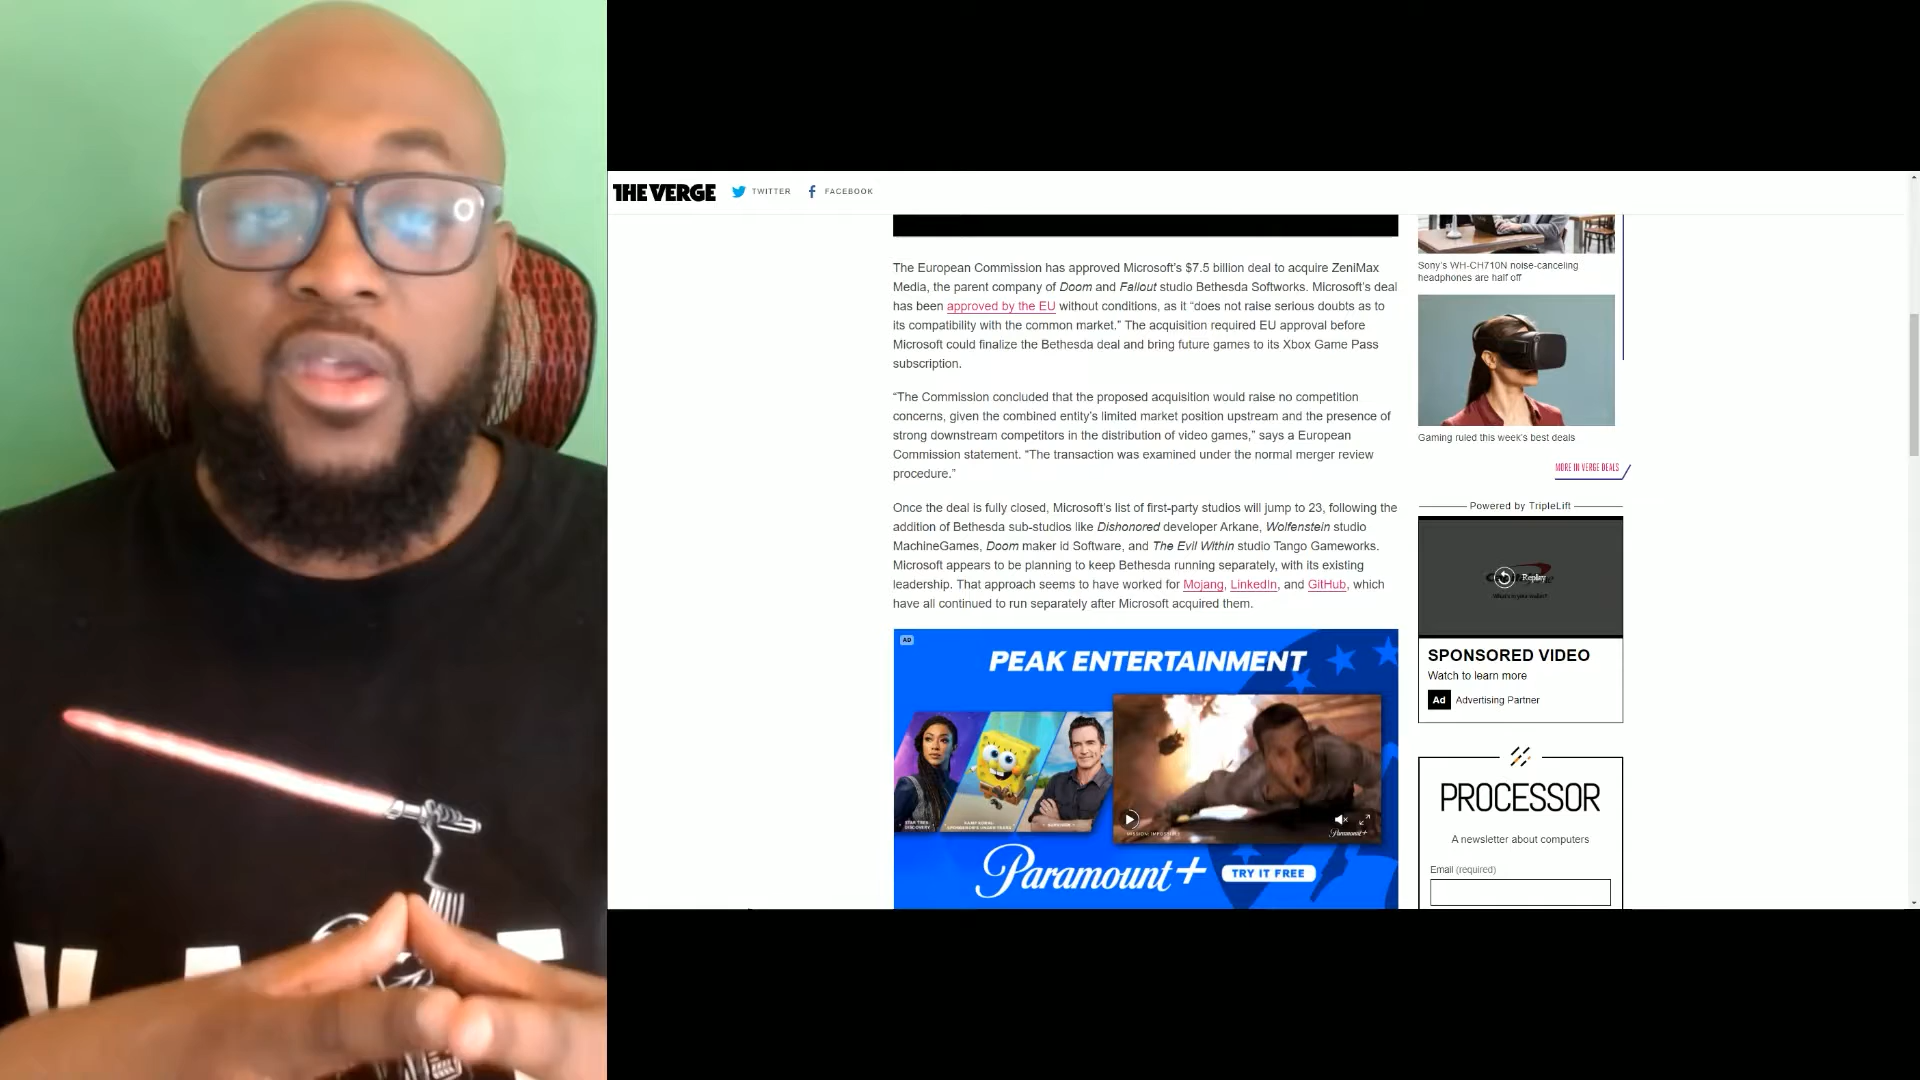 THE VERGE
TWITTER
FACEBOOK
The European Commission has approved Microsoft’s $7.5 billion deal to acquire ZeniMax
Media, the parent company of Doom and Fallout studio Bethesda Softworks. Microsoft’s deal
has been approved by the EU without conditions, as it “does not raise serious doubts as to
its compatibility with the common market.” The acquisition required EU approval before
Microsoft could finalize the Bethesda deal and bring future games to its Xbox Game Pass
subscription.
“The Commission concluded that the proposed acquisition would raise no competition
concerns, given the combined entity’s limited market position upstream and the presence of
strong downstream competitors in the distribution of video games,” says a European
Commission statement. “The transaction was examined under the normal merger review
procedure.”
Once the deal is fully closed, Microsoft’s list of first-party studios will jump to 23, following the
addition of Bethesda sub-studios like Dishonored developer Arkane, Wolfenstein studio
MachineGames, Doom maker id Software, and The Evil Within studio Tango Gameworks.
Microsoft appears to be planning to keep Bethesda running separately, with its existing
leadership. That approach seems to have worked for Mojang, LinkedIn, and GitHub, which
have all continued to run separately after Microsoft acquired them.
AD
PEAK ENTERTAINMENT
STAR TREK
DISCOVERY
Paramount+
Paramount+
TRY IT FREE
Sony’s WH-CH710N noise-canceling
headphones are half off
Gaming ruled this week’s best deals
MORE IN VERGE DEALS
Powered by TripleLift
Replay
SPONSORED VIDEO
Watch to learn more
Ad Advertising Partner
PROCESSOR
A newsletter about computers
Email (required)